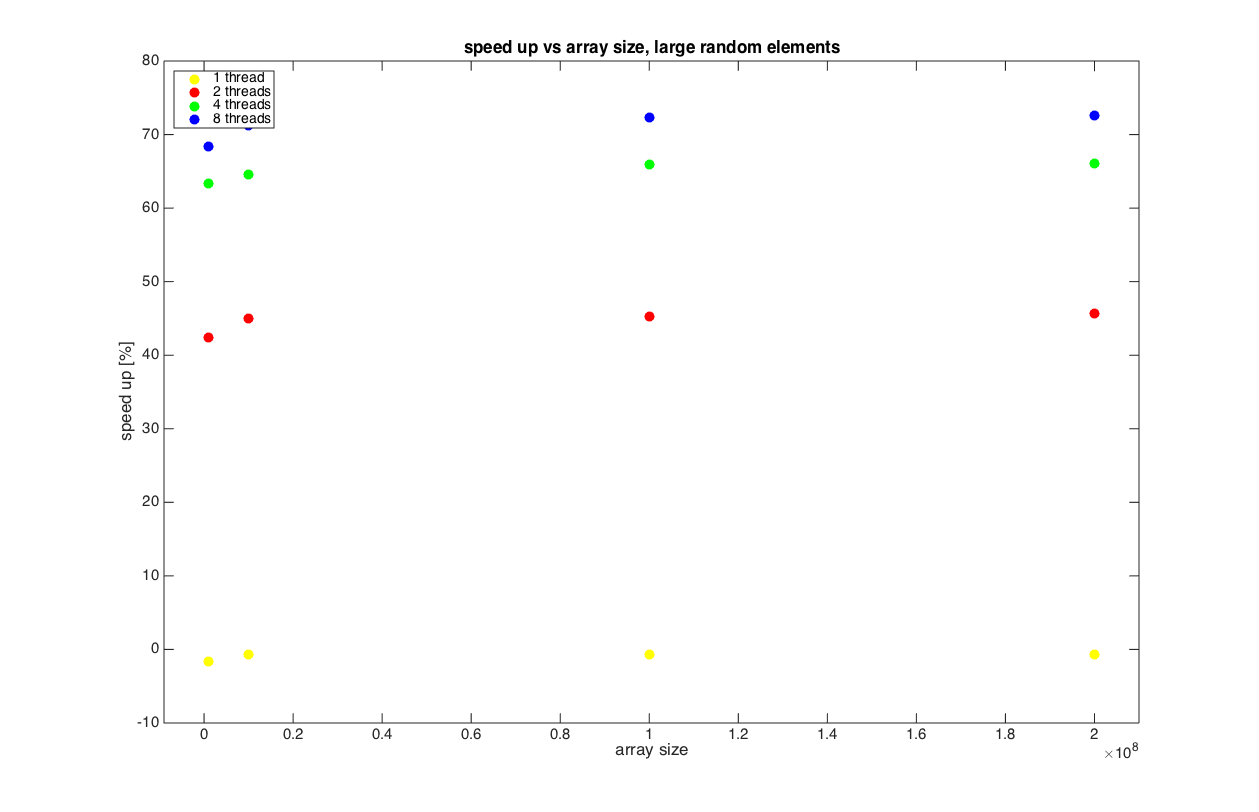 speed up vs array size, large random elements
80
70
60
50
40
30
20
10
0
-10
speed up [%]
1 thread
2 threads
4 threads
8 threads
0 0.2 0.4 0.6 0.8 1 1.2 1.4 1.6 1.8 2
array size
×10⁸